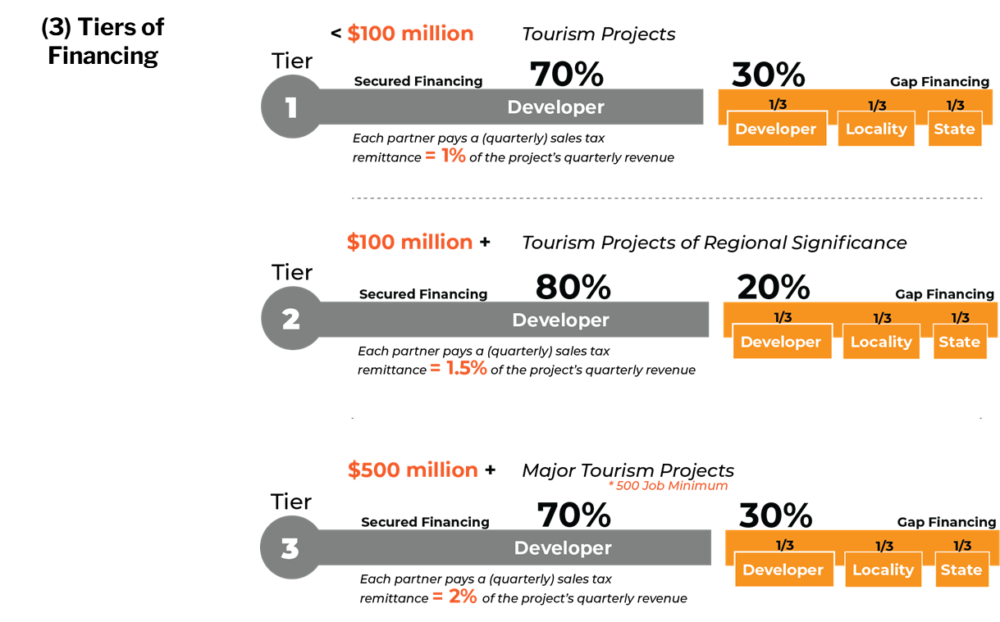 (3) Tiers of
Financing
< $100 million Tourism Projects
Tier
1
Secured Financing 70% 30% Gap Financing
Developer
1/3 1/3 1/3
Developer Locality State
Each partner pays a (quarterly) sales tax
remittance = 1% of the project's quarterly revenue
$100 million + Tourism Projects of Regional Significance
Tier
2
Secured Financing 80% 20% Gap Financing
Developer
1/3 1/3 1/3
Developer Locality State
Each partner pays a (quarterly) sales tax
remittance = 1.5% of the project's quarterly revenue
$500 million + Major Tourism Projects
* 500 Job Minimum
Tier
3
Secured Financing 70% 30% Gap Financing
Developer
1/3 1/3 1/3
Developer Locality State
Each partner pays a (quarterly) sales tax
remittance = 2% of the project's quarterly revenue